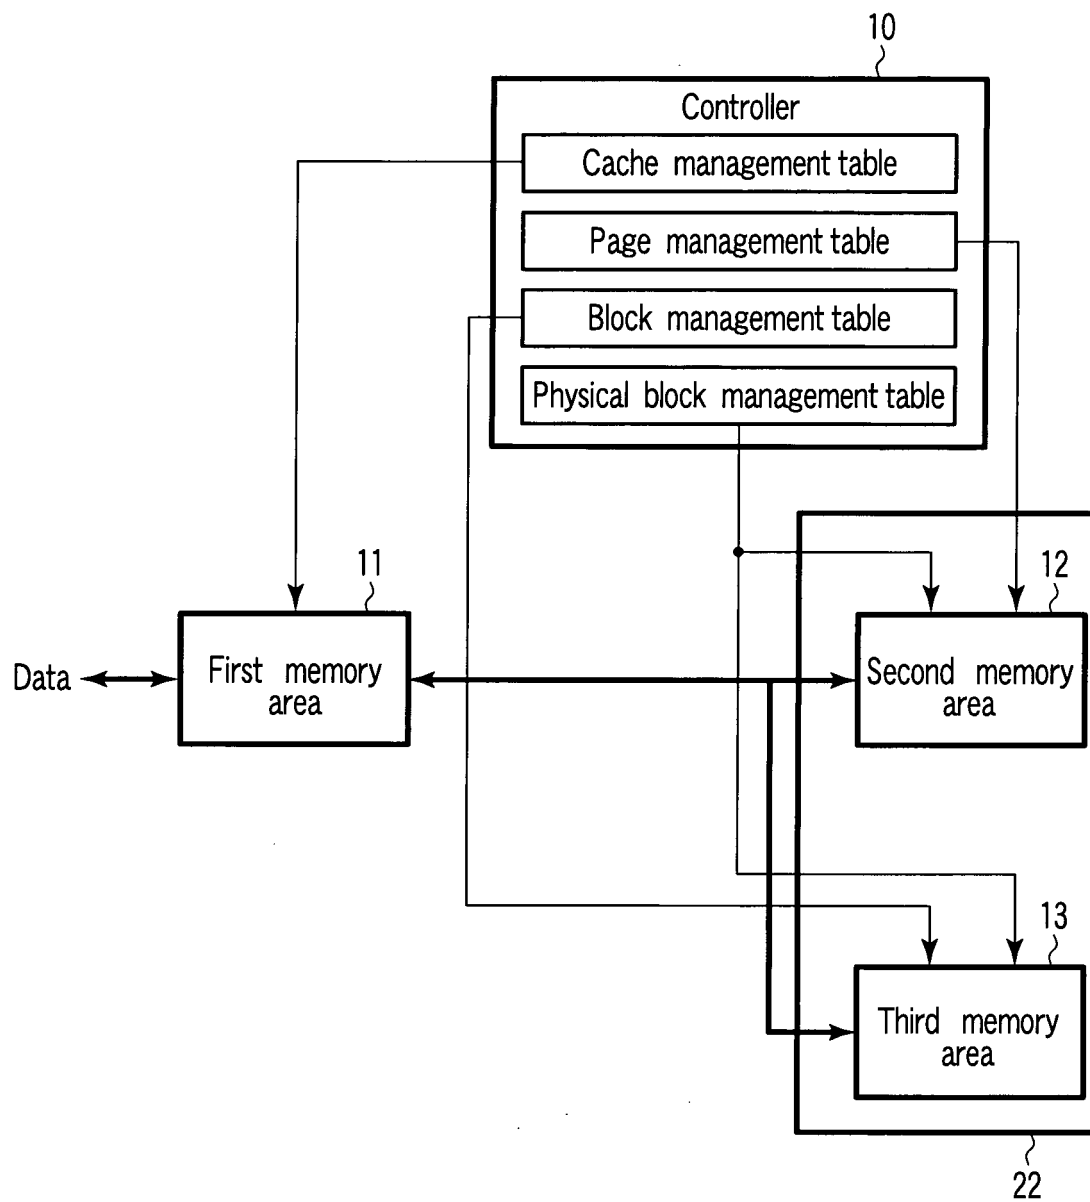 10
Controller
Cache management table
Page management table
Block management table
Physical block management table
11
12
Data
First memory
area
Second memory
area
13
Third memory
area
22